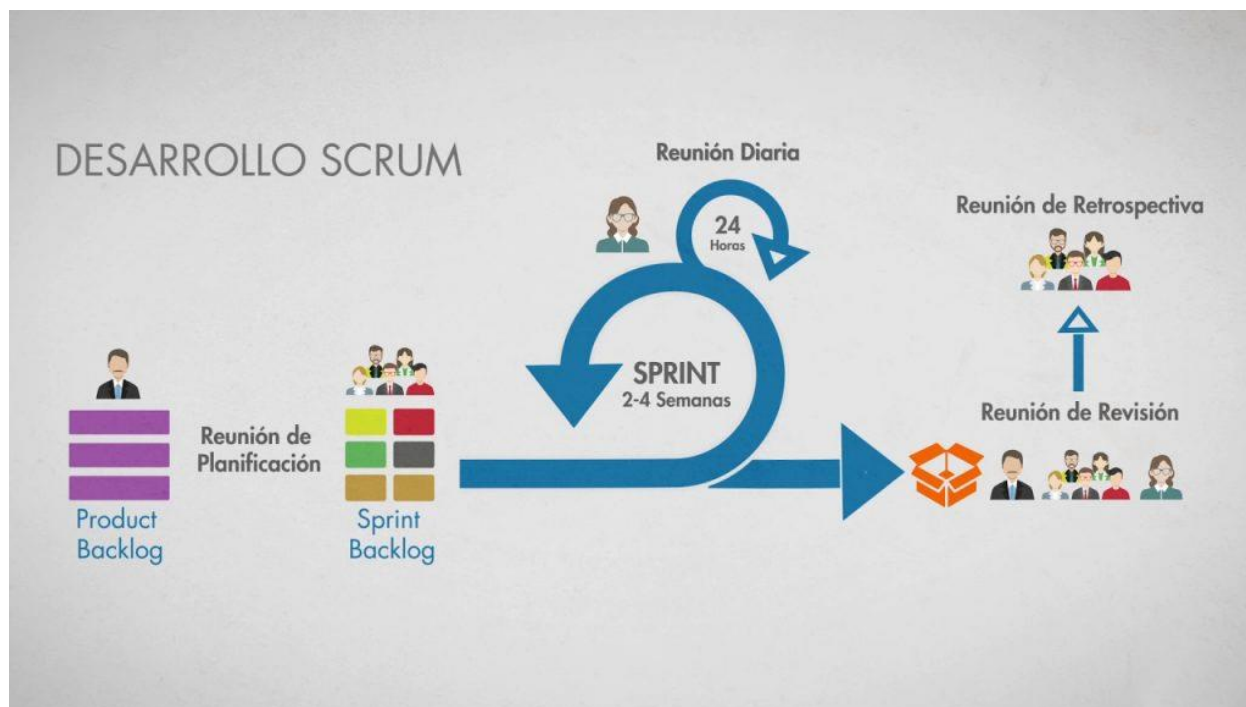 DESARROLLO SCRUM
Reunión Diaria
24
Horas
Reunión de Retrospectiva
SPRINT
2-4 Semanas
Reunión de Revisión
Reunión de
Planificación
Product
Backlog
Sprint
Backlog